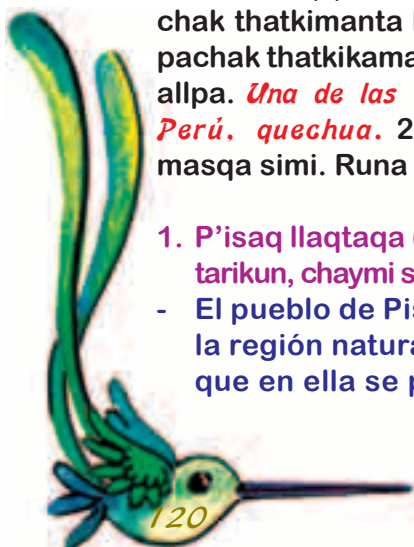 chak thatkimanta
pachak thatkikama
allpa. Una de las
Perú, quechua. 2
masqa simi. Runa
1. P'isaq llaqtaqa
tarikun, chaymi s
- El pueblo de Pis
la región natura
que en ella se p
120